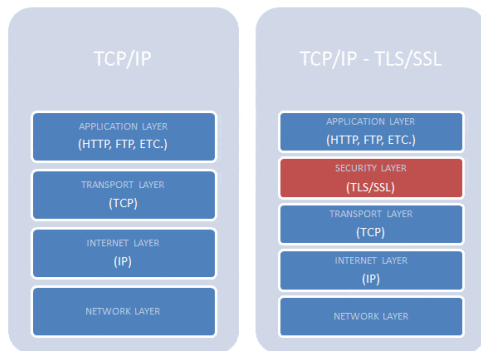 TCP/IP
APPLICATION LAYER
(HTTP, FTP, ETC.)
TRANSPORT LAYER
(TCP)
INTERNET LAYER
(IP)
NETWORK LAYER
TCP/IP - TLS/SSL
APPLICATION LAYER
(HTTP, FTP, ETC.)
SECURITY LAYER
(TLS/SSL)
TRANSPORT LAYER
(TCP)
INTERNET LAYER
(IP)
NETWORK LAYER